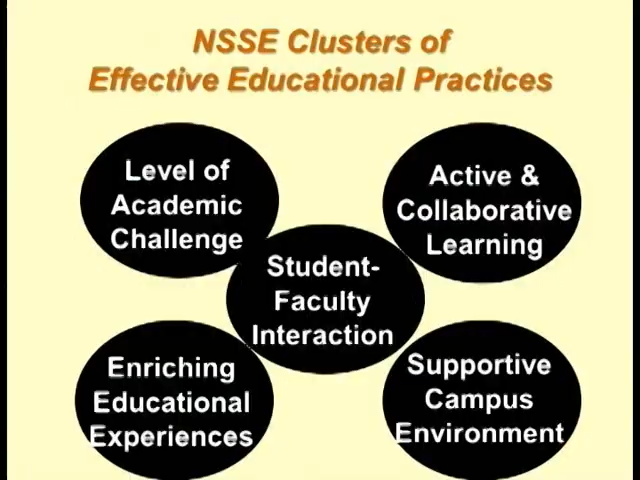 NSSE Clusters of
Effective Educational Practices
Level of
Academic
Challenge
Active &
Collaborative
Learning
Student-
Faculty
Interaction
Enriching
Educational
Experiences
Supportive
Campus
Environment